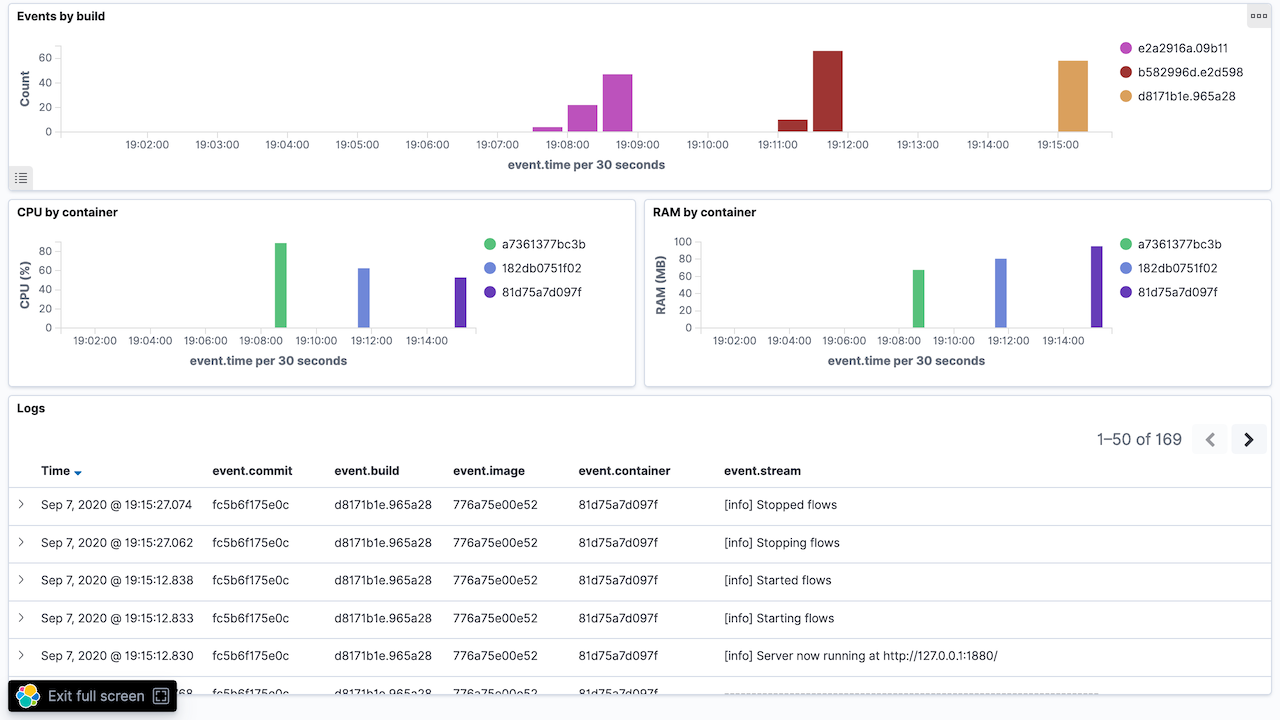 Events by build
Count
60
40
20
0
19:02:00 19:03:00 19:04:00 19:05:00 19:06:00 19:07:00 19:08:00 19:09:00 19:10:00 19:11:00 19:12:00 19:13:00 19:14:00 19:15:00
event.time per 30 seconds
e2a2916a.09b11
b582996d.e2d598
d8171b1e.965a28
CPU by container
CPU (%)
80
60
40
20
0
19:02:00 19:04:00 19:06:00 19:08:00 19:10:00 19:12:00 19:14:00
event.time per 30 seconds
a7361377bc3b
182db0751f02
81d75a7d097f
RAM by container
RAM (MB)
100
80
60
40
20
0
19:02:00 19:04:00 19:06:00 19:08:00 19:10:00 19:12:00 19:14:00
event.time per 30 seconds
a7361377bc3b
182db0751f02
81d75a7d097f
Logs
1–50 of 169
Time event.commit event.build event.image event.container event.stream
Sep 7, 2020 @ 19:15:27.074 fc5b6f175e0c d8171b1e.965a28 776a75e00e52 81d75a7d097f [info] Stopped flows
Sep 7, 2020 @ 19:15:27.062 fc5b6f175e0c d8171b1e.965a28 776a75e00e52 81d75a7d097f [info] Stopping flows
Sep 7, 2020 @ 19:15:12.838 fc5b6f175e0c d8171b1e.965a28 776a75e00e52 81d75a7d097f [info] Started flows
Sep 7, 2020 @ 19:15:12.833 fc5b6f175e0c d8171b1e.965a28 776a75e00e52 81d75a7d097f [info] Starting flows
Sep 7, 2020 @ 19:15:12.830 fc5b6f175e0c d8171b1e.965a28 776a75e00e52 81d75a7d097f [info] Server now running at http://127.0.0.1:1880/
fc5b6f175e0c d8171b1e.965a28 776a75e00e52 81d75a7d097f
Exit full screen